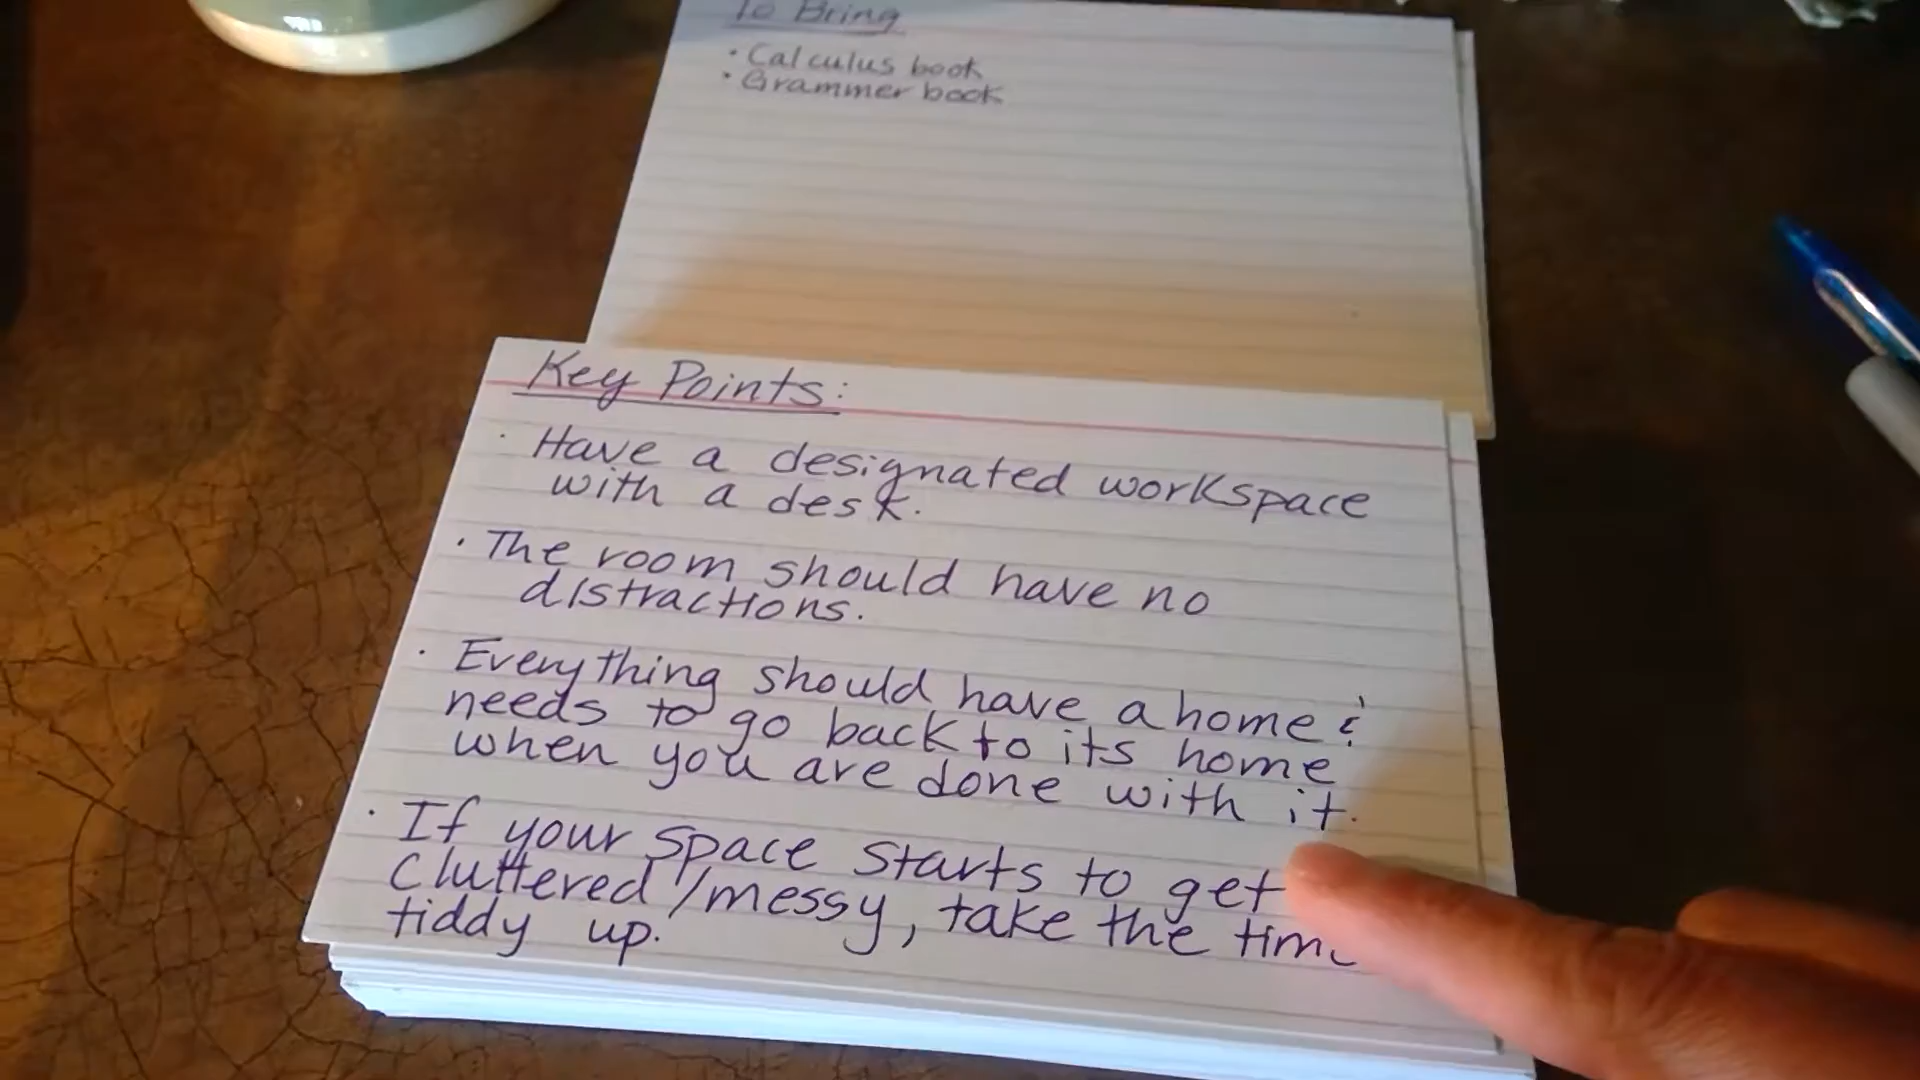 To Bring
· Calculus book
· Grammer book
Key Points:
· Have a designated workspace
with a desk.
· The room should have no
distractions.
· Everything should have a home &
needs to go back to its home
when you are done with it.
· If your space starts to get
cluttered/messy, take the time
tiddy up.